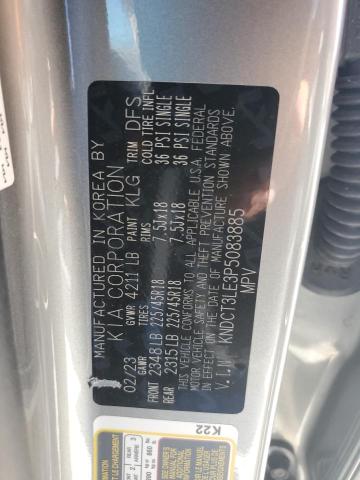 MANUFACTURED IN KOREA BY
KIA CORPORATION
02/23 GVWR 4211LB PAINT KLG TRIM DFS
GAWR TIRES RIMS COLD TIRE INFL
FRONT 2348LB 225/45R18 7.5Jx18 36 PSI SINGLE
REAR 2315LB 225/45R18 7.5Jx18 36 PSI SINGLE
THIS VEHICLE CONFORMS TO ALL APPLICABLE U.S.A. FEDERAL
MOTOR VEHICLE SAFETY AND THEFT PREVENTION STANDARDS
IN EFFECT ON THE DATE OF MANUFACTURE SHOWN ABOVE.
V.I.N. KNDCT3LE3P5083885
MPV
K22
CHARGEMENT